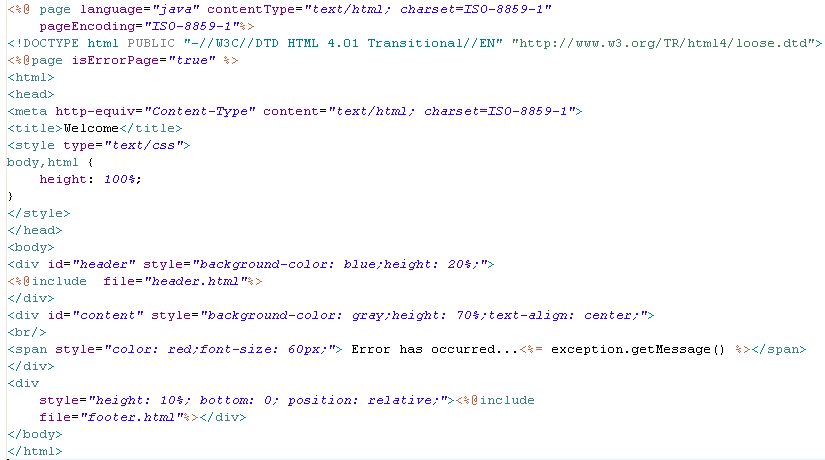 <%@ page language="java" contentType="text/html; charset=ISO-8859-1"
    pageEncoding="ISO-8859-1"%>
<!DOCTYPE html PUBLIC "-//W3C//DTD HTML 4.01 Transitional//EN" "http://www.w3.org/TR/html4/loose.dtd">
<%@page isErrorPage="true" %>
<html>
<head>
<meta http-equiv="Content-Type" content="text/html; charset=ISO-8859-1">
<title>Welcome</title>
<style type="text/css">
body,html {
    height: 100%;
}
</style>
</head>
<body>
<div id="header" style="background-color: blue;height: 20%;">
<%@include  file="header.html"%>
</div>
<div id="content" style="background-color: gray;height: 70%;text-align: center;">
<br/>
<span style="color: red;font-size: 60px;"> Error has occurred...<%= exception.getMessage() %></span>
</div>
<div
    style="height: 10%; bottom: 0; position: relative;"><%@include
    file="footer.html"%></div>
</body>
</html>